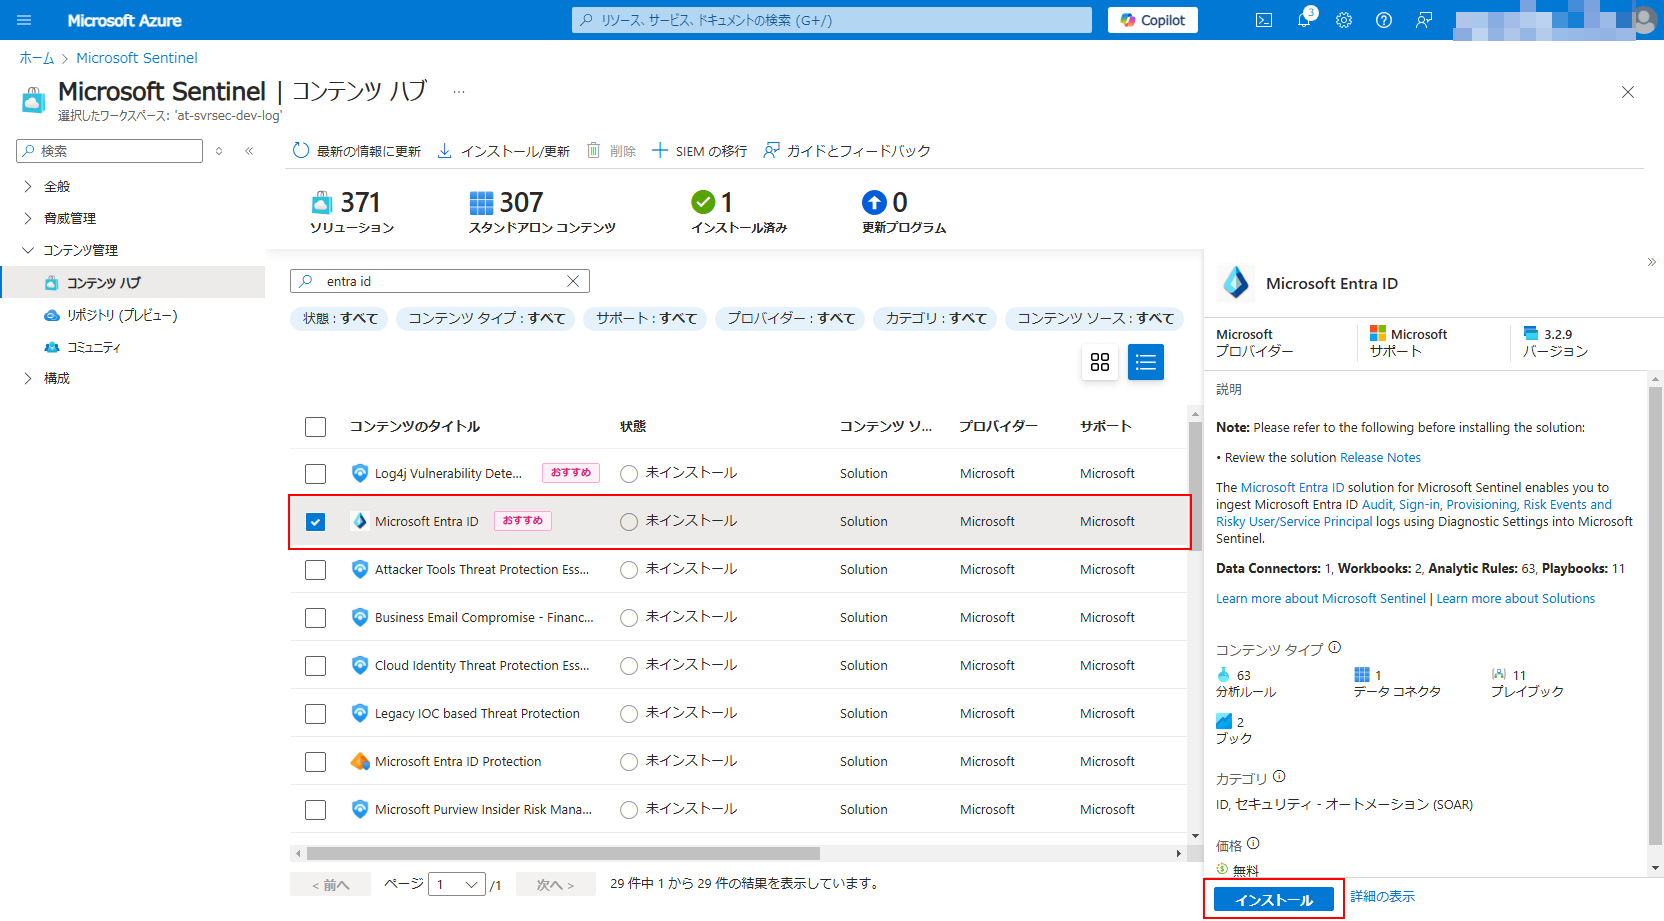 Microsoft Azure
リソース、サービス、ドキュメントの検索 (G+/)
Copilot
3
ホーム > Microsoft Sentinel
Microsoft Sentinel | コンテンツ ハブ ...
選択したワークスペース: 'at-svrsec-dev-log'
検索
全般
脅威管理
コンテンツ管理
コンテンツ ハブ
リポジトリ (プレビュー)
コミュニティ
構成
最新の情報に更新 インストール/更新 削除 SIEM の移行 ガイドとフィードバック
371 ソリューション
307 スタンドアロン コンテンツ
1 インストール済み
0 更新プログラム
entra id
状態 : すべて コンテンツ タイプ : すべて サポート : すべて プロバイダー : すべて カテゴリ : すべて コンテンツ ソース : すべて
コンテンツのタイトル 状態 コンテンツ ソ... プロバイダー サポート
Log4j Vulnerability Dete... おすすめ 未インストール Solution Microsoft Microsoft
Microsoft Entra ID おすすめ 未インストール Solution Microsoft Microsoft
Attacker Tools Threat Protection Ess... 未インストール Solution Microsoft Microsoft
Business Email Compromise - Financ... 未インストール Solution Microsoft Microsoft
Cloud Identity Threat Protection Ess... 未インストール Solution Microsoft Microsoft
Legacy IOC based Threat Protection 未インストール Solution Microsoft Microsoft
Microsoft Entra ID Protection 未インストール Solution Microsoft Microsoft
Microsoft Purview Insider Risk Mana... 未インストール Solution Microsoft Microsoft
< 前へ ページ 1 /1 次へ > 29 件中 1 から 29 件の結果を表示しています。
Microsoft Entra ID
Microsoft プロバイダー
Microsoft サポート
3.2.9 バージョン
説明
Note: Please refer to the following before installing the solution:
• Review the solution Release Notes
The Microsoft Entra ID solution for Microsoft Sentinel enables you to
ingest Microsoft Entra ID Audit, Sign-in, Provisioning, Risk Events and
Risky User/Service Principal logs using Diagnostic Settings into Microsoft
Sentinel.
Data Connectors: 1, Workbooks: 2, Analytic Rules: 63, Playbooks: 11
Learn more about Microsoft Sentinel | Learn more about Solutions
コンテンツ タイプ
63 分析ルール
1 データ コネクタ
11 プレイブック
2 ブック
カテゴリ
ID, セキュリティ - オートメーション (SOAR)
価格
無料
インストール 詳細の表示